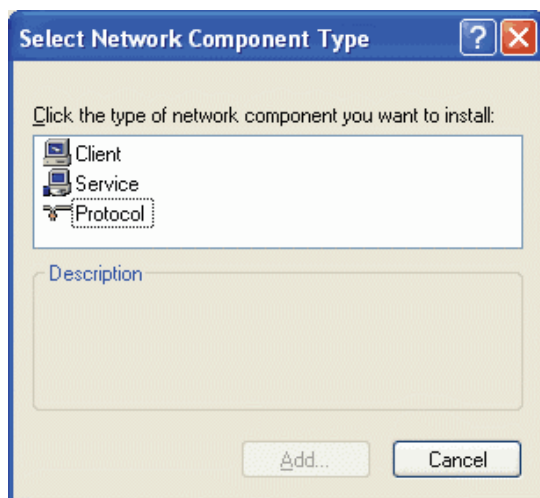 Select Network Component Type
Click the type of network component you want to install:
Client
Service
Protocol
Description
Add...
Cancel